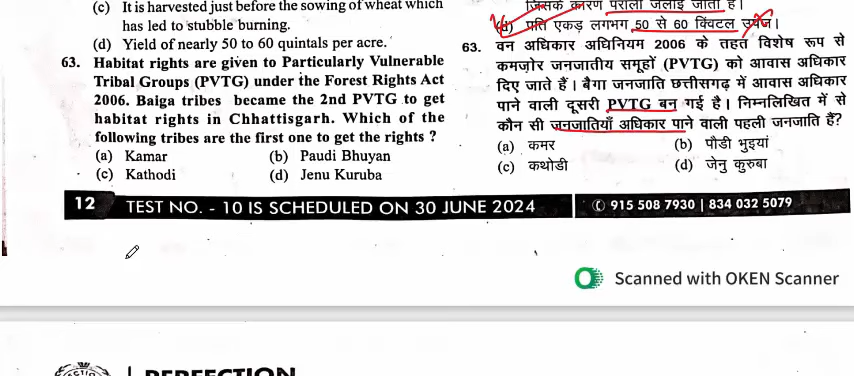 (c) It is harvested just before the sowing of wheat which
has led to stubble burning.
(d) Yield of nearly 50 to 60 quintals per acre.
63. Habitat rights are given to Particularly Vulnerable
Tribal Groups (PVTG) under the Forest Rights Act
2006. Baiga tribes became the 2nd PVTG to get
habitat rights in Chhattisgarh. Which of the
following tribes are the first one to get the rights ?
(a) Kamar (b) Paudi Bhuyan
(c) Kathodi (d) Jenu Kuruba
जिसके कारण पराली जलाई जाती है।
(d) प्रति एकड़ लगभग 50 से 60 क्विंटल उपज।
63. वन अधिकार अधिनियम 2006 के तहत विशेष रूप से
कमज़ोर जनजातीय समूहों (PVTG) को आवास अधिकार
दिए जाते हैं। बैगा जनजाति छत्तीसगढ़ में आवास अधिकार
पाने वाली दूसरी PVTG बन गई है। निम्नलिखित में से
कौन सी जनजातियाँ अधिकार पाने वाली पहली जनजाति हैं?
(a) कमर (b) पौडी भुइयां
(c) कथोडी (d) जेनु कुरुबा
12 TEST NO. - 10 IS SCHEDULED ON 30 JUNE 2024 915 508 7930 | 834 032 5079
Scanned with OKEN Scanner
PERFECTION